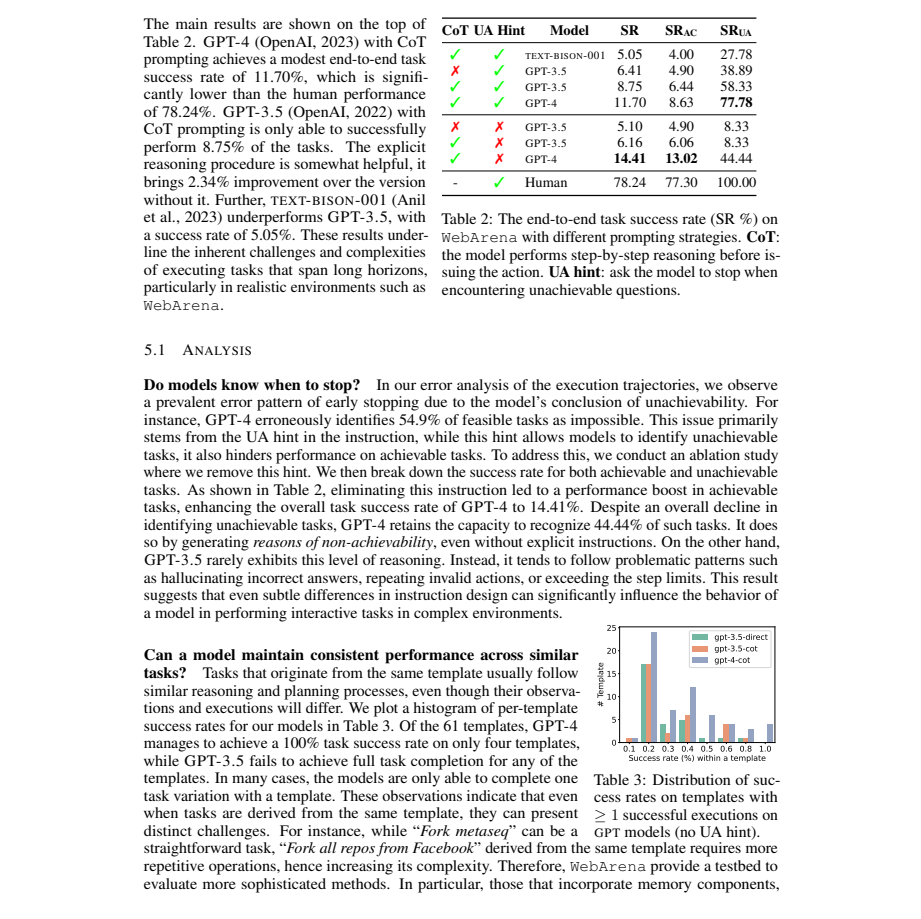 The main results are shown on the top of
Table 2. GPT-4 (OpenAI, 2023) with CoT
prompting achieves a modest end-to-end task
success rate of 11.70%, which is signifi-
cantly lower than the human performance
of 78.24%. GPT-3.5 (OpenAI, 2022) with
CoT prompting is only able to successfully
perform 8.75% of the tasks. The explicit
reasoning procedure is somewhat helpful, it
brings 2.34% improvement over the version
without it. Further, TEXT-BISON-001 (Anil
et al., 2023) underperforms GPT-3.5, with
a success rate of 5.05%. These results under-
line the inherent challenges and complexities
of executing tasks that span long horizons,
particularly in realistic environments such as
WebArena.
CoT UA Hint Model SR SRAC SRUA
✓ ✓ TEXT-BISON-001 5.05 4.00 27.78
✗ ✓ GPT-3.5 6.41 4.90 38.89
✓ ✓ GPT-3.5 8.75 6.44 58.33
✓ ✓ GPT-4 11.70 8.63 77.78
✗ ✗ GPT-3.5 5.10 4.90 8.33
✓ ✗ GPT-3.5 6.16 6.06 8.33
✓ ✗ GPT-4 14.41 13.02 44.44
- ✓ Human 78.24 77.30 100.00
Table 2: The end-to-end task success rate (SR %) on
WebArena with different prompting strategies. CoT:
the model performs step-by-step reasoning before is-
suing the action. UA hint: ask the model to stop when
encountering unachievable questions.
5.1 ANALYSIS
Do models know when to stop? In our error analysis of the execution trajectories, we observe
a prevalent error pattern of early stopping due to the model's conclusion of unachievability. For
instance, GPT-4 erroneously identifies 54.9% of feasible tasks as impossible. This issue primarily
stems from the UA hint in the instruction, while this hint allows models to identify unachievable
tasks, it also hinders performance on achievable tasks. To address this, we conduct an ablation study
where we remove this hint. We then break down the success rate for both achievable and unachievable
tasks. As shown in Table 2, eliminating this instruction led to a performance boost in achievable
tasks, enhancing the overall task success rate of GPT-4 to 14.41%. Despite an overall decline in
identifying unachievable tasks, GPT-4 retains the capacity to recognize 44.44% of such tasks. It does
so by generating reasons of non-achievability, even without explicit instructions. On the other hand,
GPT-3.5 rarely exhibits this level of reasoning. Instead, it tends to follow problematic patterns such
as hallucinating incorrect answers, repeating invalid actions, or exceeding the step limits. This result
suggests that even subtle differences in instruction design can significantly influence the behavior of
a model in performing interactive tasks in complex environments.
Can a model maintain consistent performance across similar
tasks? Tasks that originate from the same template usually follow
similar reasoning and planning processes, even though their observa-
tions and executions will differ. We plot a histogram of per-template
success rates for our models in Table 3. Of the 61 templates, GPT-4
manages to achieve a 100% task success rate on only four templates,
while GPT-3.5 fails to achieve full task completion for any of the
templates. In many cases, the models are only able to complete one
task variation with a template. These observations indicate that even
when tasks are derived from the same template, they can present
distinct challenges. For instance, while "Fork metaseq" can be a
straightforward task, "Fork all repos from Facebook" derived from the same template requires more
repetitive operations, hence increasing its complexity. Therefore, WebArena provide a testbed to
evaluate more sophisticated methods. In particular, those that incorporate memory components,
# Template
25
20
15
10
5
0
gpt-3.5-direct
gpt-3.5-cot
gpt-4-cot
0.1 0.2 0.3 0.4 0.5 0.6 0.8 1.0
Success rate (%) within a template
Table 3: Distribution of suc-
cess rates on templates with
≥ 1 successful executions on
GPT models (no UA hint).